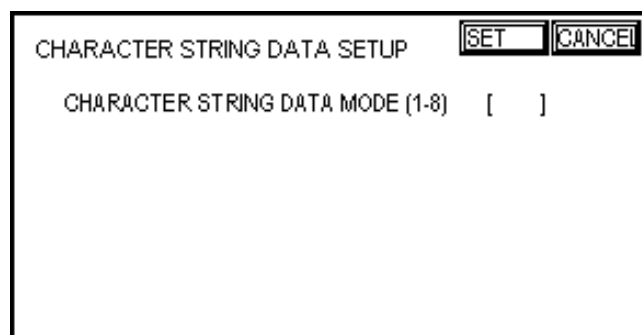 CHARACTER STRING DATA SETUP SET CANCEL
CHARACTER STRING DATA MODE (1-8) [ ]